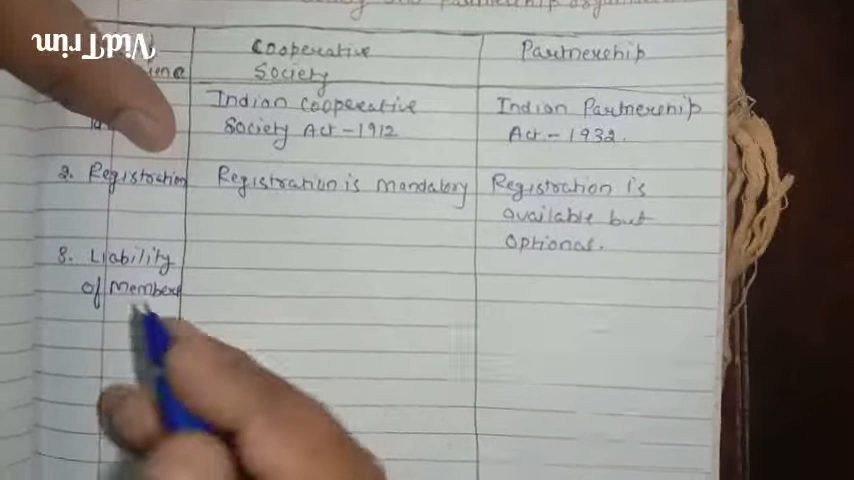 VidTrim
Cooperative Society
Partnership
Indian Cooperative Society Act - 1912
Indian Partnership Act - 1932.
2. Registration
Registration is Mandatory
Registration is available but optional.
3. Liability of Members